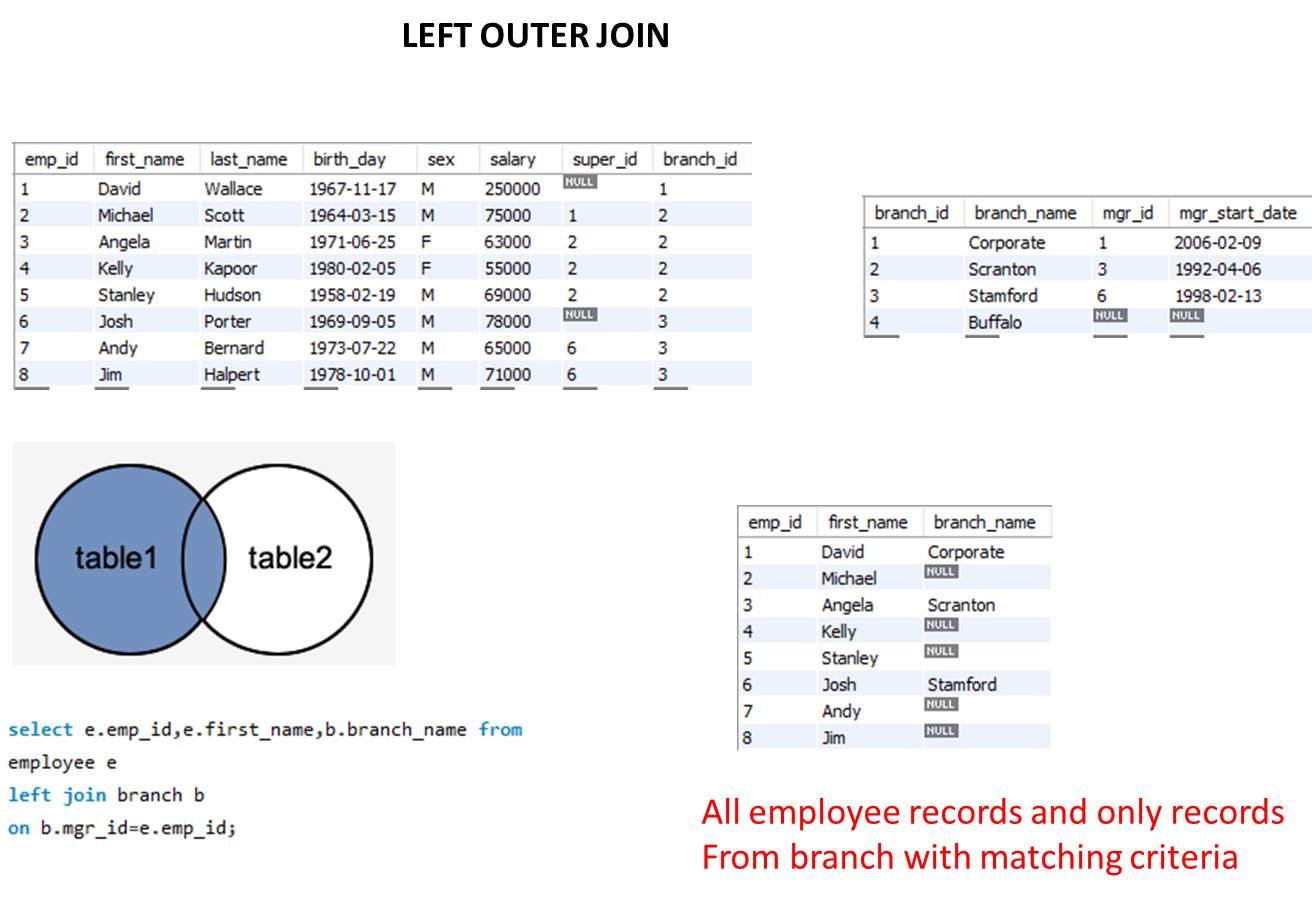 LEFT OUTER JOIN
emp_id first_name last_name birth_day sex salary super_id branch_id
1 David Wallace 1967-11-17 M 250000 NULL 1
2 Michael Scott 1964-03-15 M 75000 1 2
3 Angela Martin 1971-06-25 F 63000 2 2
4 Kelly Kapoor 1980-02-05 F 55000 2 2
5 Stanley Hudson 1958-02-19 M 69000 2 2
6 Josh Porter 1969-09-05 M 78000 NULL 3
7 Andy Bernard 1973-07-22 M 65000 6 3
8 Jim Halpert 1978-10-01 M 71000 6 3
branch_id branch_name mgr_id mgr_start_date
1 Corporate 1 2006-02-09
2 Scranton 3 1992-04-06
3 Stamford 6 1998-02-13
4 Buffalo NULL NULL
table1 table2
emp_id first_name branch_name
1 David Corporate
2 Michael NULL
3 Angela Scranton
4 Kelly NULL
5 Stanley NULL
6 Josh Stamford
7 Andy NULL
8 Jim NULL
select e.emp_id,e.first_name,b.branch_name from
employee e
left join branch b
on b.mgr_id=e.emp_id;
All employee records and only records
From branch with matching criteria